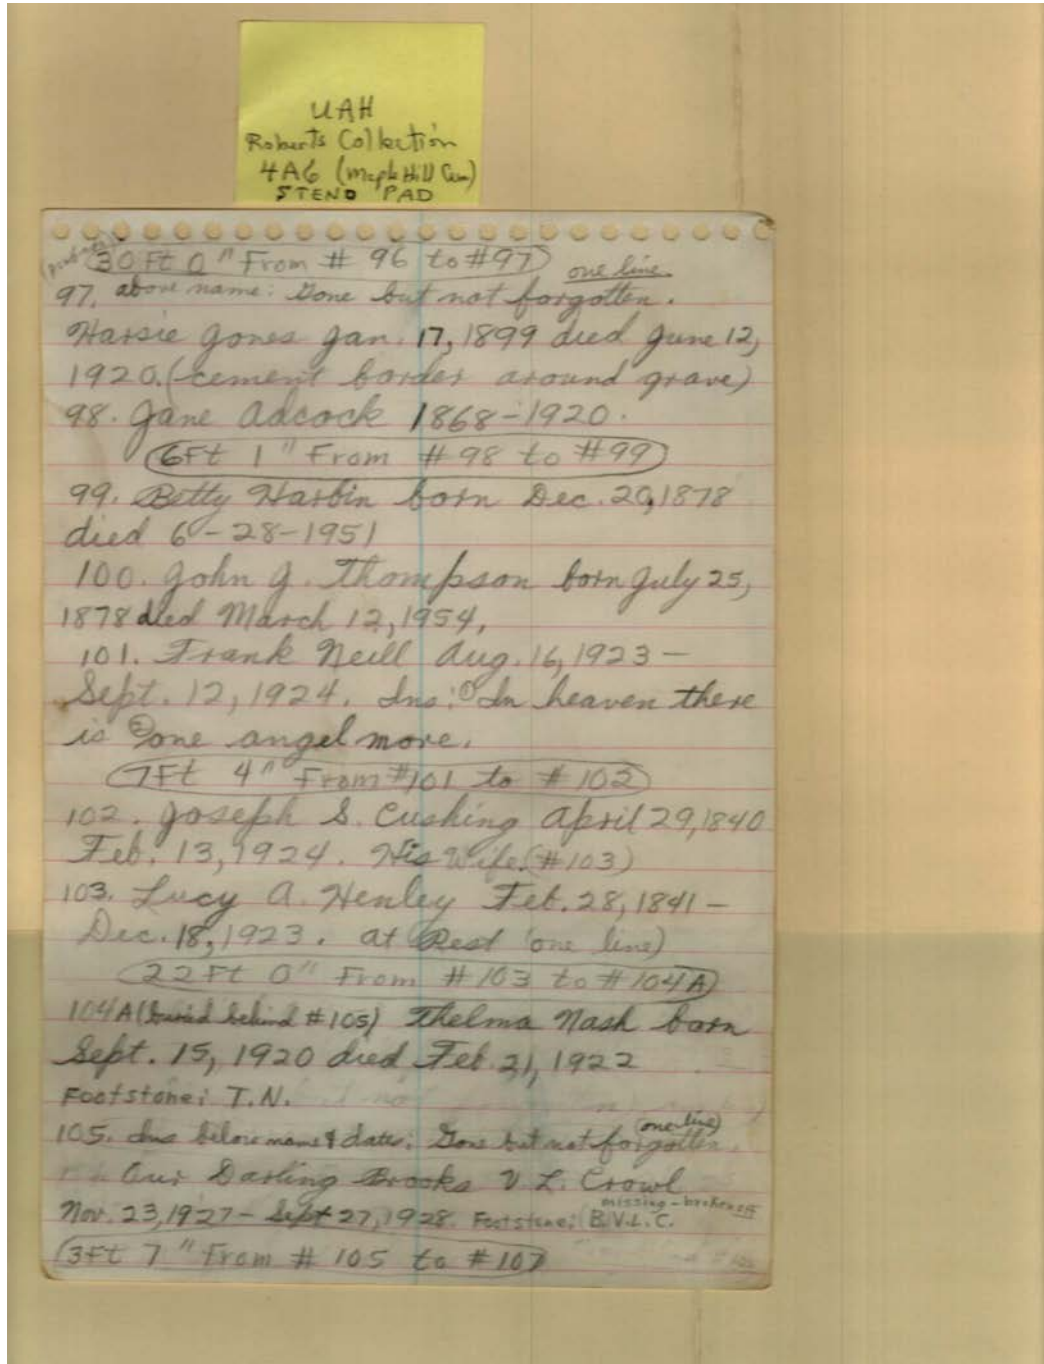 UAH
Roberts Collection
4A6 (Maple Hill Cem)
STENO PAD
30Ft 0" From # 96 to #97
one line.
97. above name: Gone but not forgotten.
Harsie Jones Jan. 17, 1899 died June 12,
1920. (cement border around grave)
98. Jane Adcock 1868-1920.
6Ft 1" From #98 to #99
99. Betty Harbin born Dec. 20, 1878
died 6-28-1951
100. John J. Thompson born July 25,
1878 died March 12, 1954,
101. Frank Neill Aug. 16, 1923 -
Sept. 12, 1924. Ins: ① In heaven there
is ② one angel more.
7Ft 4" From #101 to #102
102. Joseph S. Cushing April 29, 1840
Feb. 13, 1924. His Wife. (#103)
103. Lucy A. Henley Feb. 28, 1841 -
Dec. 18, 1923. at Rest (one line)
22Ft 0" From #103 to #104A
104A (buried behind #105) Thelma Nash born
Sept. 15, 1920 died Feb. 21, 1922
Footstone: T.N.
(one line)
105. Ins below name & dates: Gone but not forgotten.
Our Darling Brooks V. L. Crowl
missing - broken off
Nov. 23, 1927 - Sept 27, 1928. Footstone: B.V.L.C.
3Ft 7" From # 105 to #107